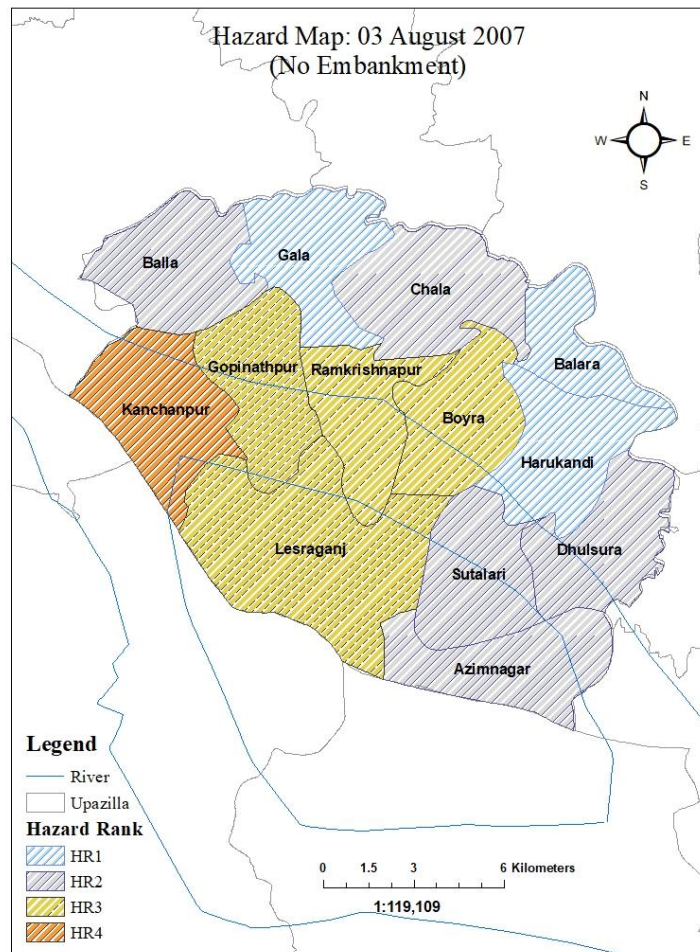 Hazard Map: 03 August 2007
(No Embankment)
N
W
E
S
Balla
Gala
Chala
Gopinathpur
Ramkrishnapur
Balara
Kanchanpur
Boyra
Harukandi
Lesraganj
Dhulsura
Sutalari
Azimnagar
Legend
River
Upazilla
Hazard Rank
HR1
HR2
HR3
HR4
0 1.5 3 6 Kilometers
1:119,109